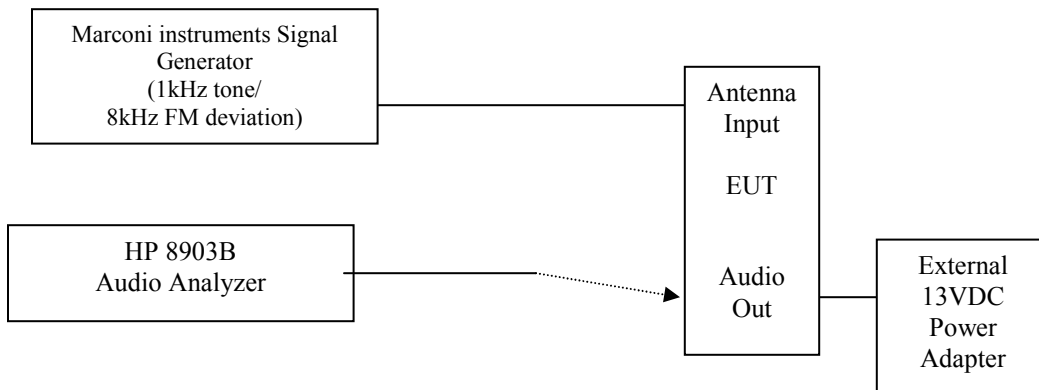 Marconi instruments Signal
Generator
(1kHz tone/
8kHz FM deviation)
Antenna
Input
EUT
Audio
Out
HP 8903B
Audio Analyzer
External
13VDC
Power
Adapter